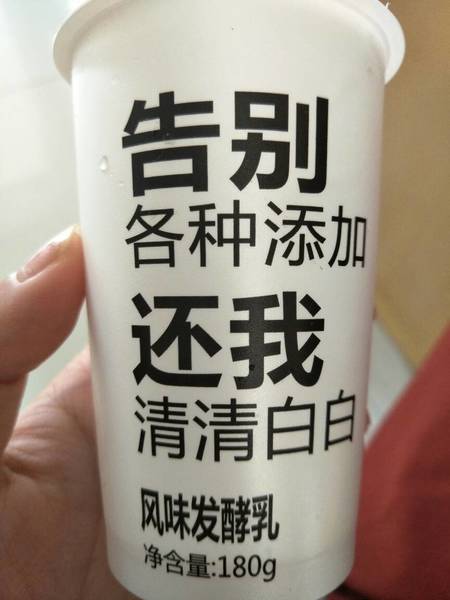 告别
各种添加
还我
清清白白
风味发酵乳
净含量:180g